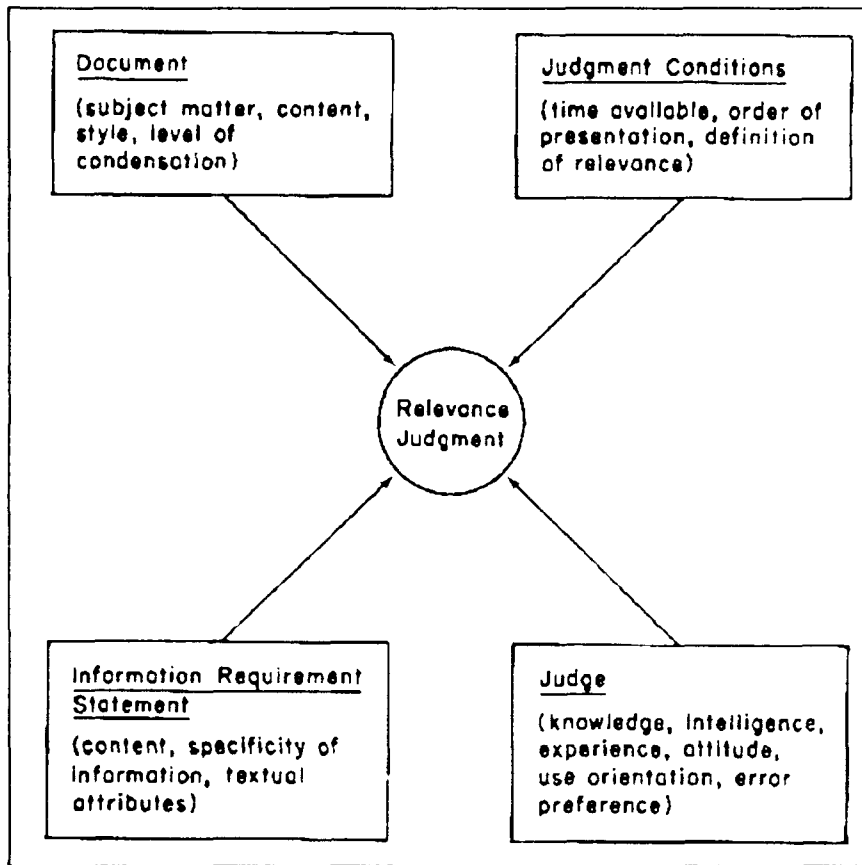 Document
(subject matter, content,
style, level of
condensation)
Judgment Conditions
(time available, order of
presentation, definition
of relevance)
Relevance
Judgment
Information Requirement
Statement
(content, specificity of
information, textual
attributes)
Judge
(knowledge, intelligence,
experience, attitude,
use orientation, error
preference)